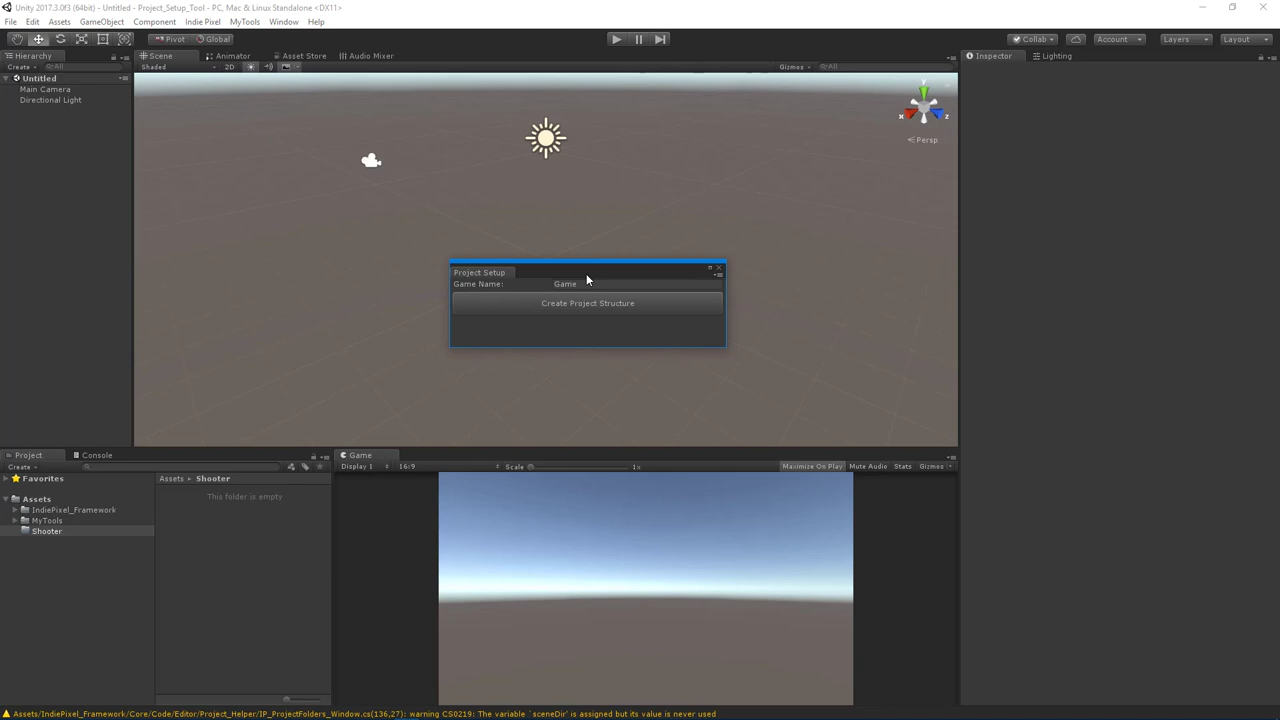 Unity 2017.3.0f3 (64bit) - Untitled - Project_Setup_Tool - PC, Mac & Linux Standalone <DX11>
File Edit Assets GameObject Component Indie Pixel MyTools Window Help
Pivot Global Collab Account Layers Layout
Hierarchy Scene Animator Asset Store Audio Mixer Inspector Lighting
Create All Shaded 2D Gizmos All
Untitled
Main Camera
Directional Light
y
x z
Persp
Project Setup
Game Name: Game
Create Project Structure
Project Console Game
Create Display 1 16:9 Scale 1x Maximize On Play Mute Audio Stats Gizmos
Favorites Assets Shooter
This folder is empty
Assets
IndiePixel_Framework
MyTools
Shooter
Assets/IndiePixel_Framework/Core/Code/Editor/Project_Helper/IP_ProjectFolders_Window.cs(136,27): warning CS0219: The variable `sceneDir' is assigned but its value is never used